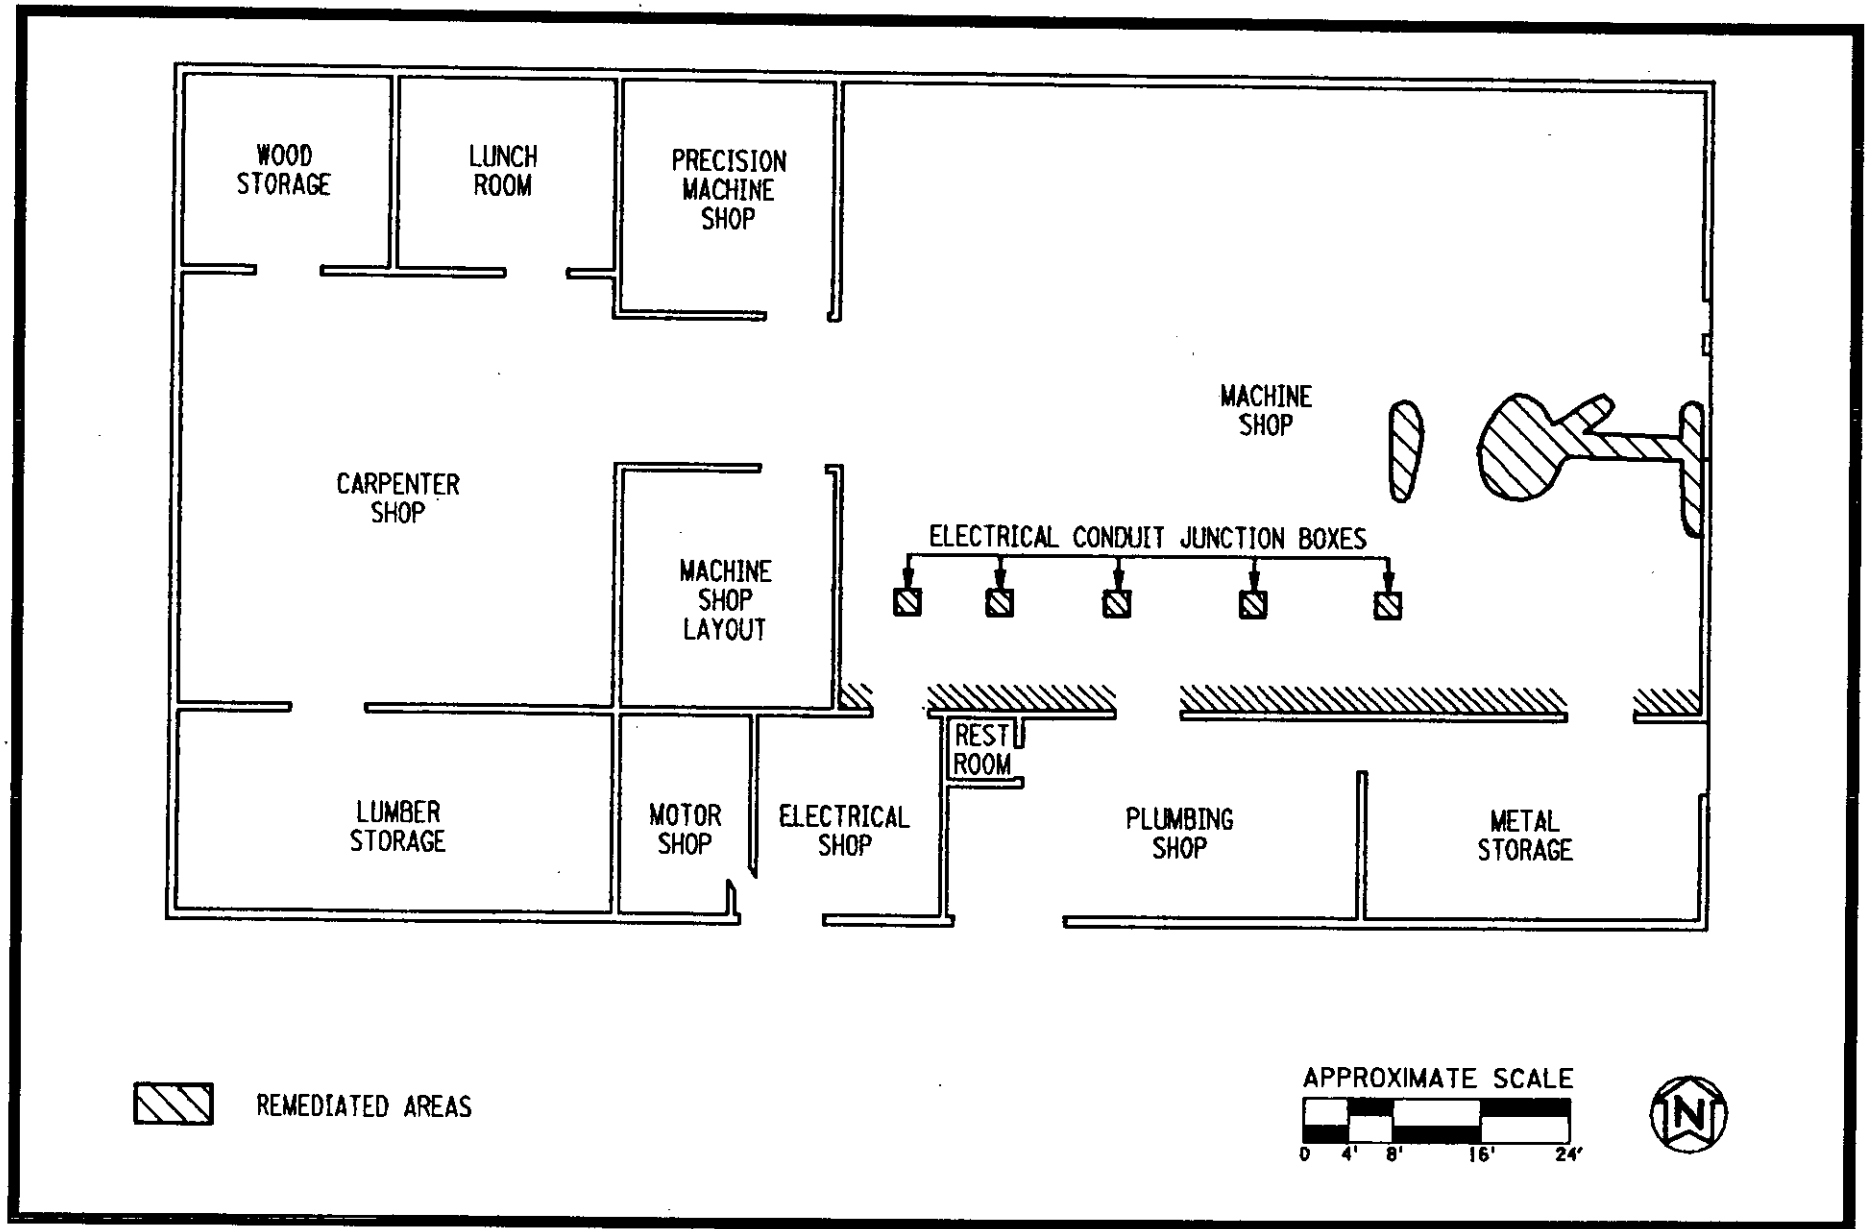 WOOD
STORAGE
LUNCH
ROOM
PRECISION
MACHINE
SHOP
MACHINE
SHOP
CARPENTER
SHOP
ELECTRICAL CONDUIT JUNCTION BOXES
MACHINE
SHOP
LAYOUT
REST
ROOM
LUMBER
STORAGE
MOTOR
SHOP
ELECTRICAL
SHOP
PLUMBING
SHOP
METAL
STORAGE
REMEDIATED AREAS
APPROXIMATE SCALE
0 4' 8' 16' 24'
N